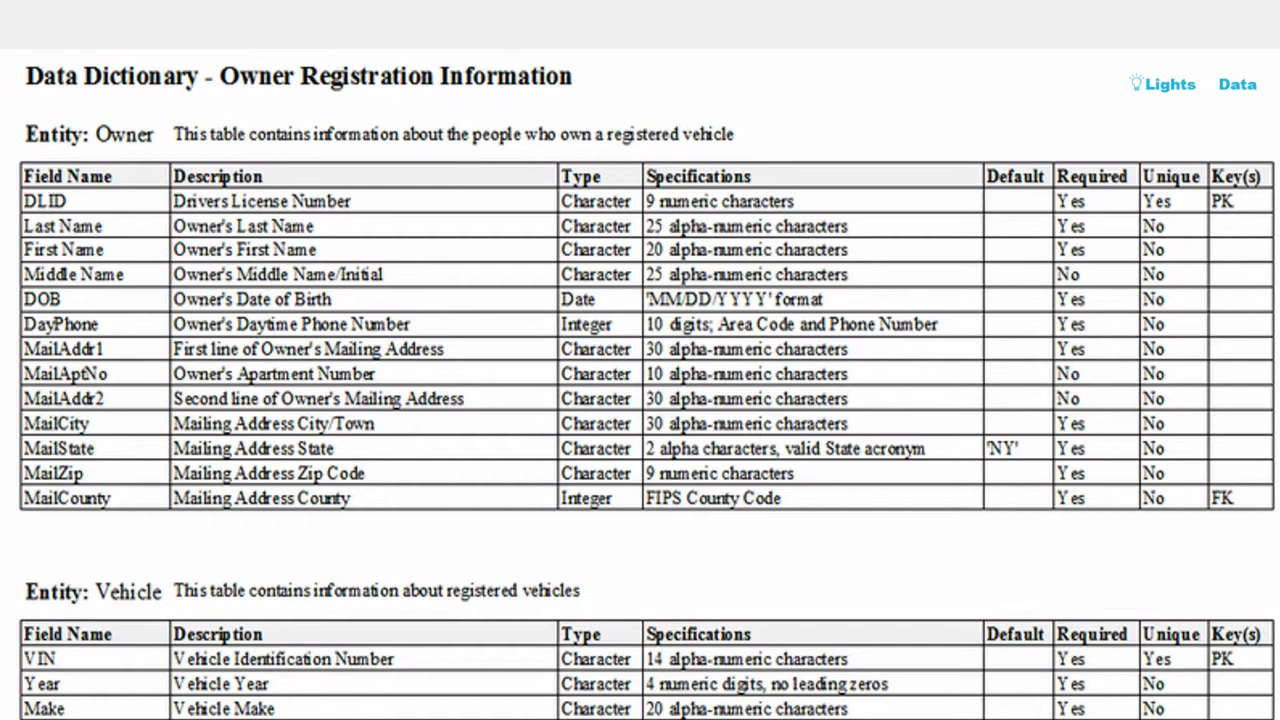 Data Dictionary - Owner Registration Information
Lights Data
Entity: Owner This table contains information about the people who own a registered vehicle
Field Name Description Type Specifications Default Required Unique Key(s)
DLID Drivers License Number Character 9 numeric characters Yes Yes PK
Last Name Owner's Last Name Character 25 alpha-numeric characters Yes No
First Name Owner's First Name Character 20 alpha-numeric characters Yes No
Middle Name Owner's Middle Name/Initial Character 25 alpha-numeric characters No No
DOB Owner's Date of Birth Date 'MM/DD/YYYY' format Yes No
DayPhone Owner's Daytime Phone Number Integer 10 digits; Area Code and Phone Number Yes No
MailAddr1 First line of Owner's Mailing Address Character 30 alpha-numeric characters Yes No
MailAptNo Owner's Apartment Number Character 10 alpha-numeric characters No No
MailAddr2 Second line of Owner's Mailing Address Character 30 alpha-numeric characters No No
MailCity Mailing Address City/Town Character 30 alpha-numeric characters Yes No
MailState Mailing Address State Character 2 alpha characters, valid State acronym 'NY' Yes No
MailZip Mailing Address Zip Code Character 9 numeric characters Yes No
MailCounty Mailing Address County Integer FIPS County Code Yes No FK
Entity: Vehicle This table contains information about registered vehicles
Field Name Description Type Specifications Default Required Unique Key(s)
VIN Vehicle Identification Number Character 14 alpha-numeric characters Yes Yes PK
Year Vehicle Year Character 4 numeric digits, no leading zeros Yes No
Make Vehicle Make Character 20 alpha-numeric characters Yes No